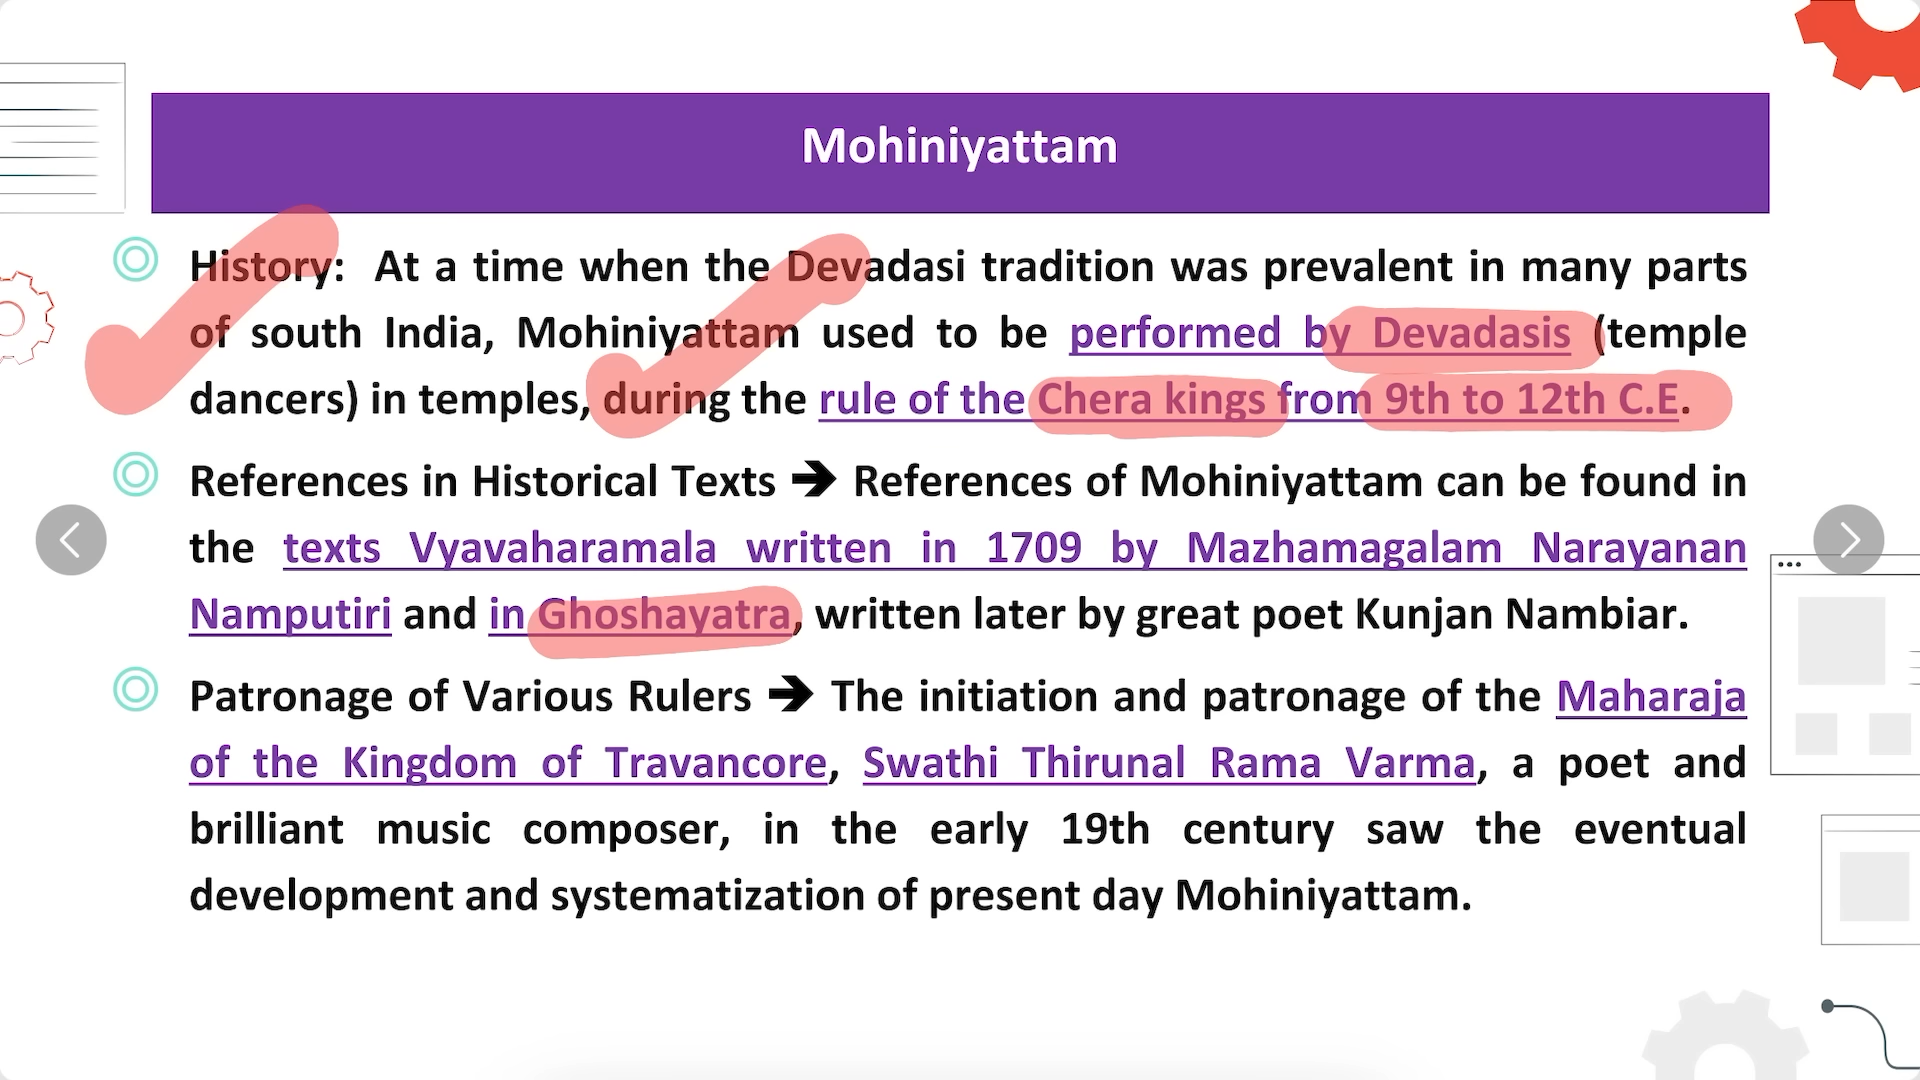 Mohiniyattam
History: At a time when the Devadasi tradition was prevalent in many parts
of south India, Mohiniyattam used to be performed by Devadasis (temple
dancers) in temples, during the rule of the Chera kings from 9th to 12th C.E.
References in Historical Texts ➔ References of Mohiniyattam can be found in
the texts Vyavaharamala written in 1709 by Mazhamagalam Narayanan
Namputiri and in Ghoshayatra, written later by great poet Kunjan Nambiar.
Patronage of Various Rulers ➔ The initiation and patronage of the Maharaja
of the Kingdom of Travancore, Swathi Thirunal Rama Varma, a poet and
brilliant music composer, in the early 19th century saw the eventual
development and systematization of present day Mohiniyattam.